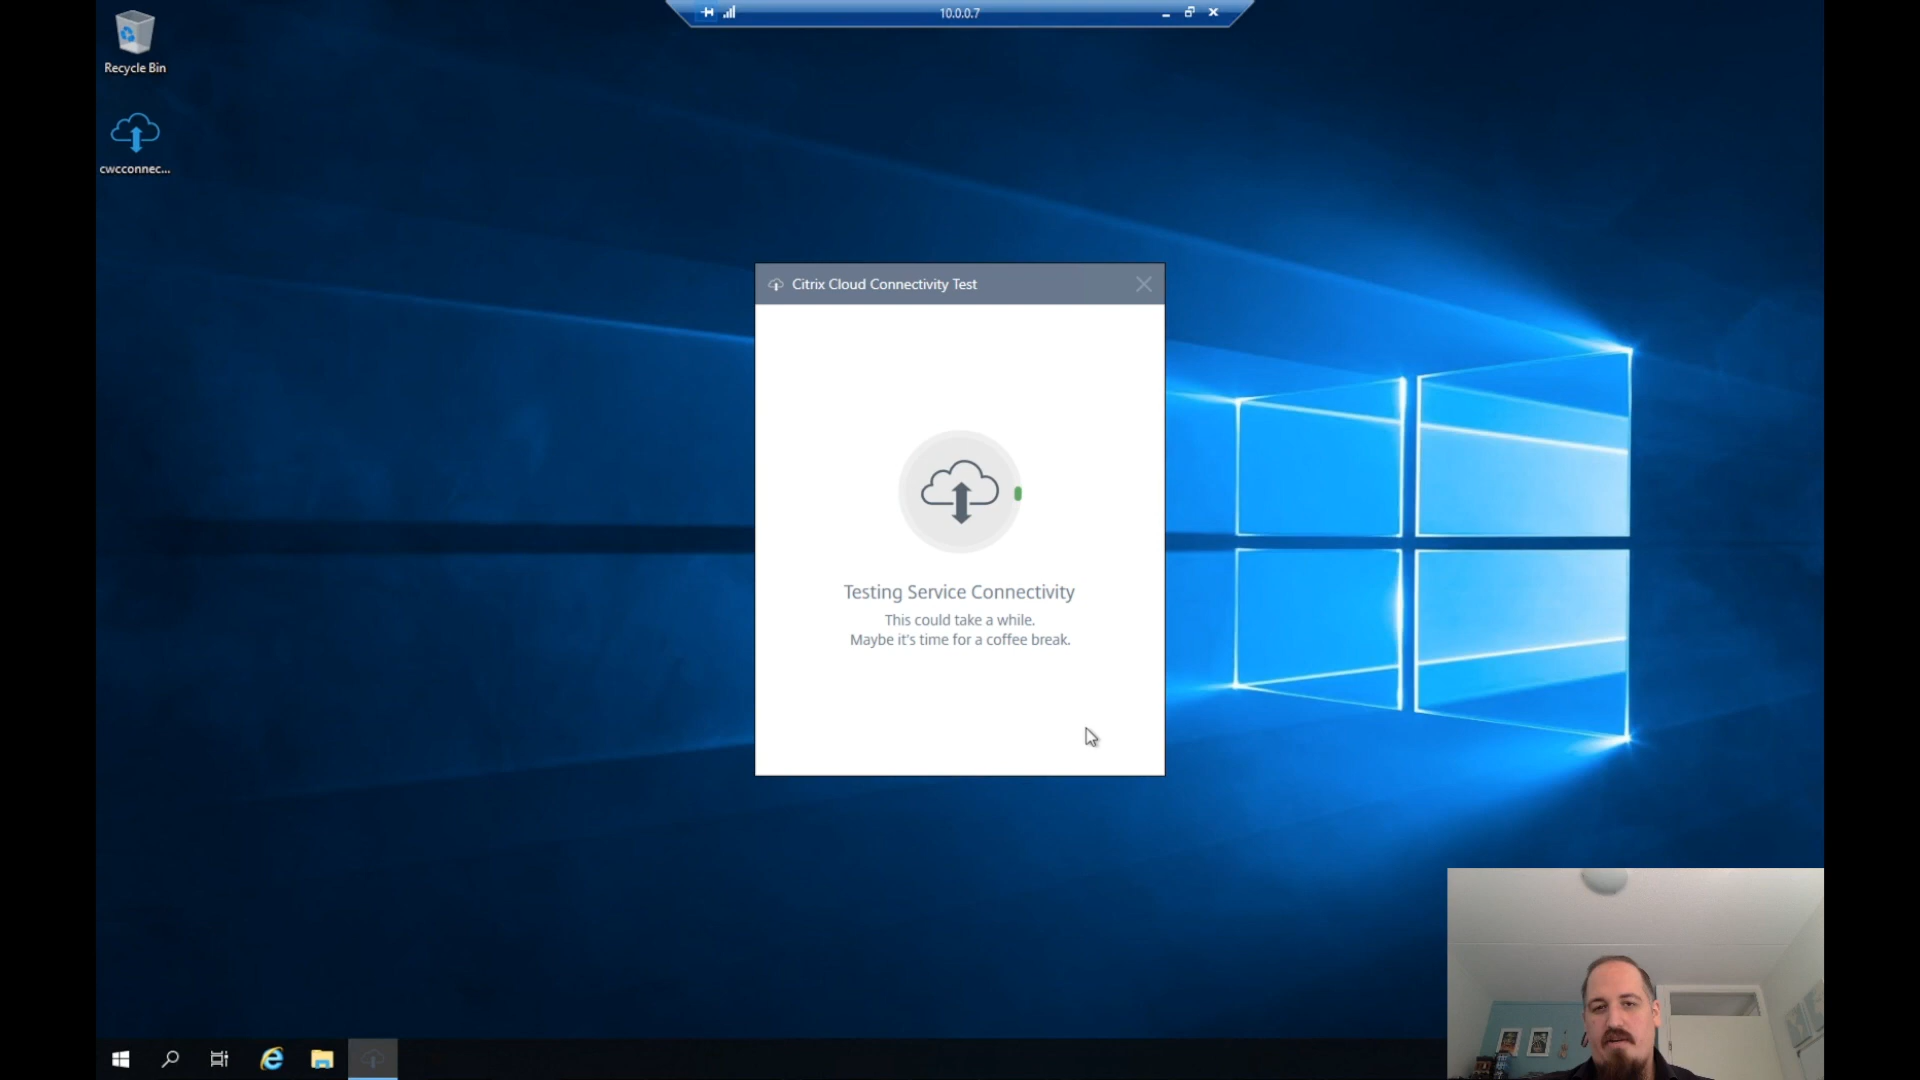 10.0.0.7
Recycle Bin
cwcconnec...
Citrix Cloud Connectivity Test
Testing Service Connectivity
This could take a while.
Maybe it's time for a coffee break.